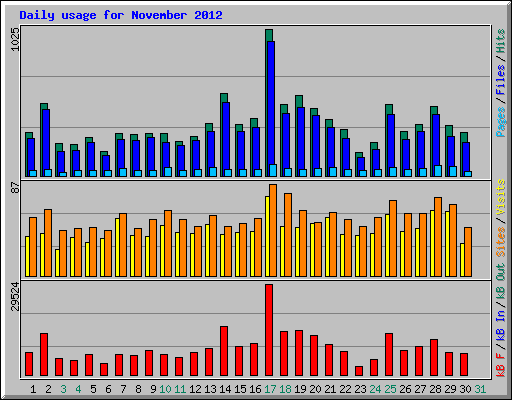 Daily usage for November 2012
1025
Pages / Files / Hits
87
Sites / Visits
29524
kB F / kB In / kB Out
1 2 3 4 5 6 7 8 9 10 11 12 13 14 15 16 17 18 19 20 21 22 23 24 25 26 27 28 29 30 31